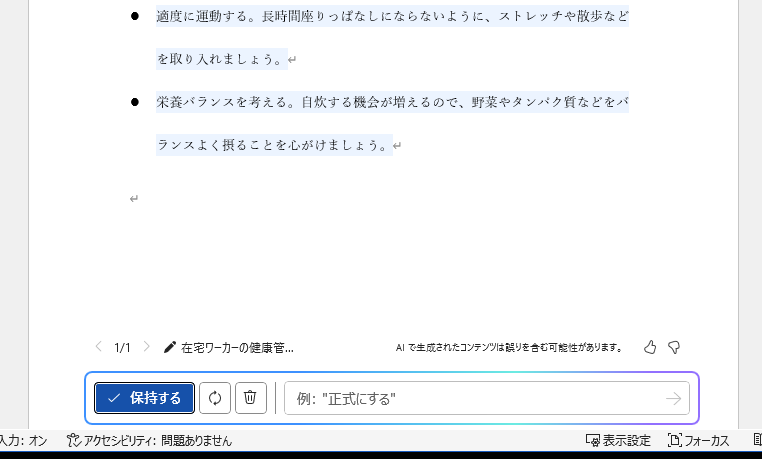 ● 適度に運動する。長時間座りっぱなしにならないように、ストレッチや散歩など
を取り入れましょう。↵
● 栄養バランスを考える。自炊する機会が増えるので、野菜やタンパク質などをバ
ランスよく摂ることを心がけましょう。↵
↵
1/1 在宅ワーカーの健康管... AI で生成されたコンテンツは誤りを含む可能性があります。
保持する 例: "正式にする"
入力: オン アクセシビリティ: 問題ありません 表示設定 フォーカス